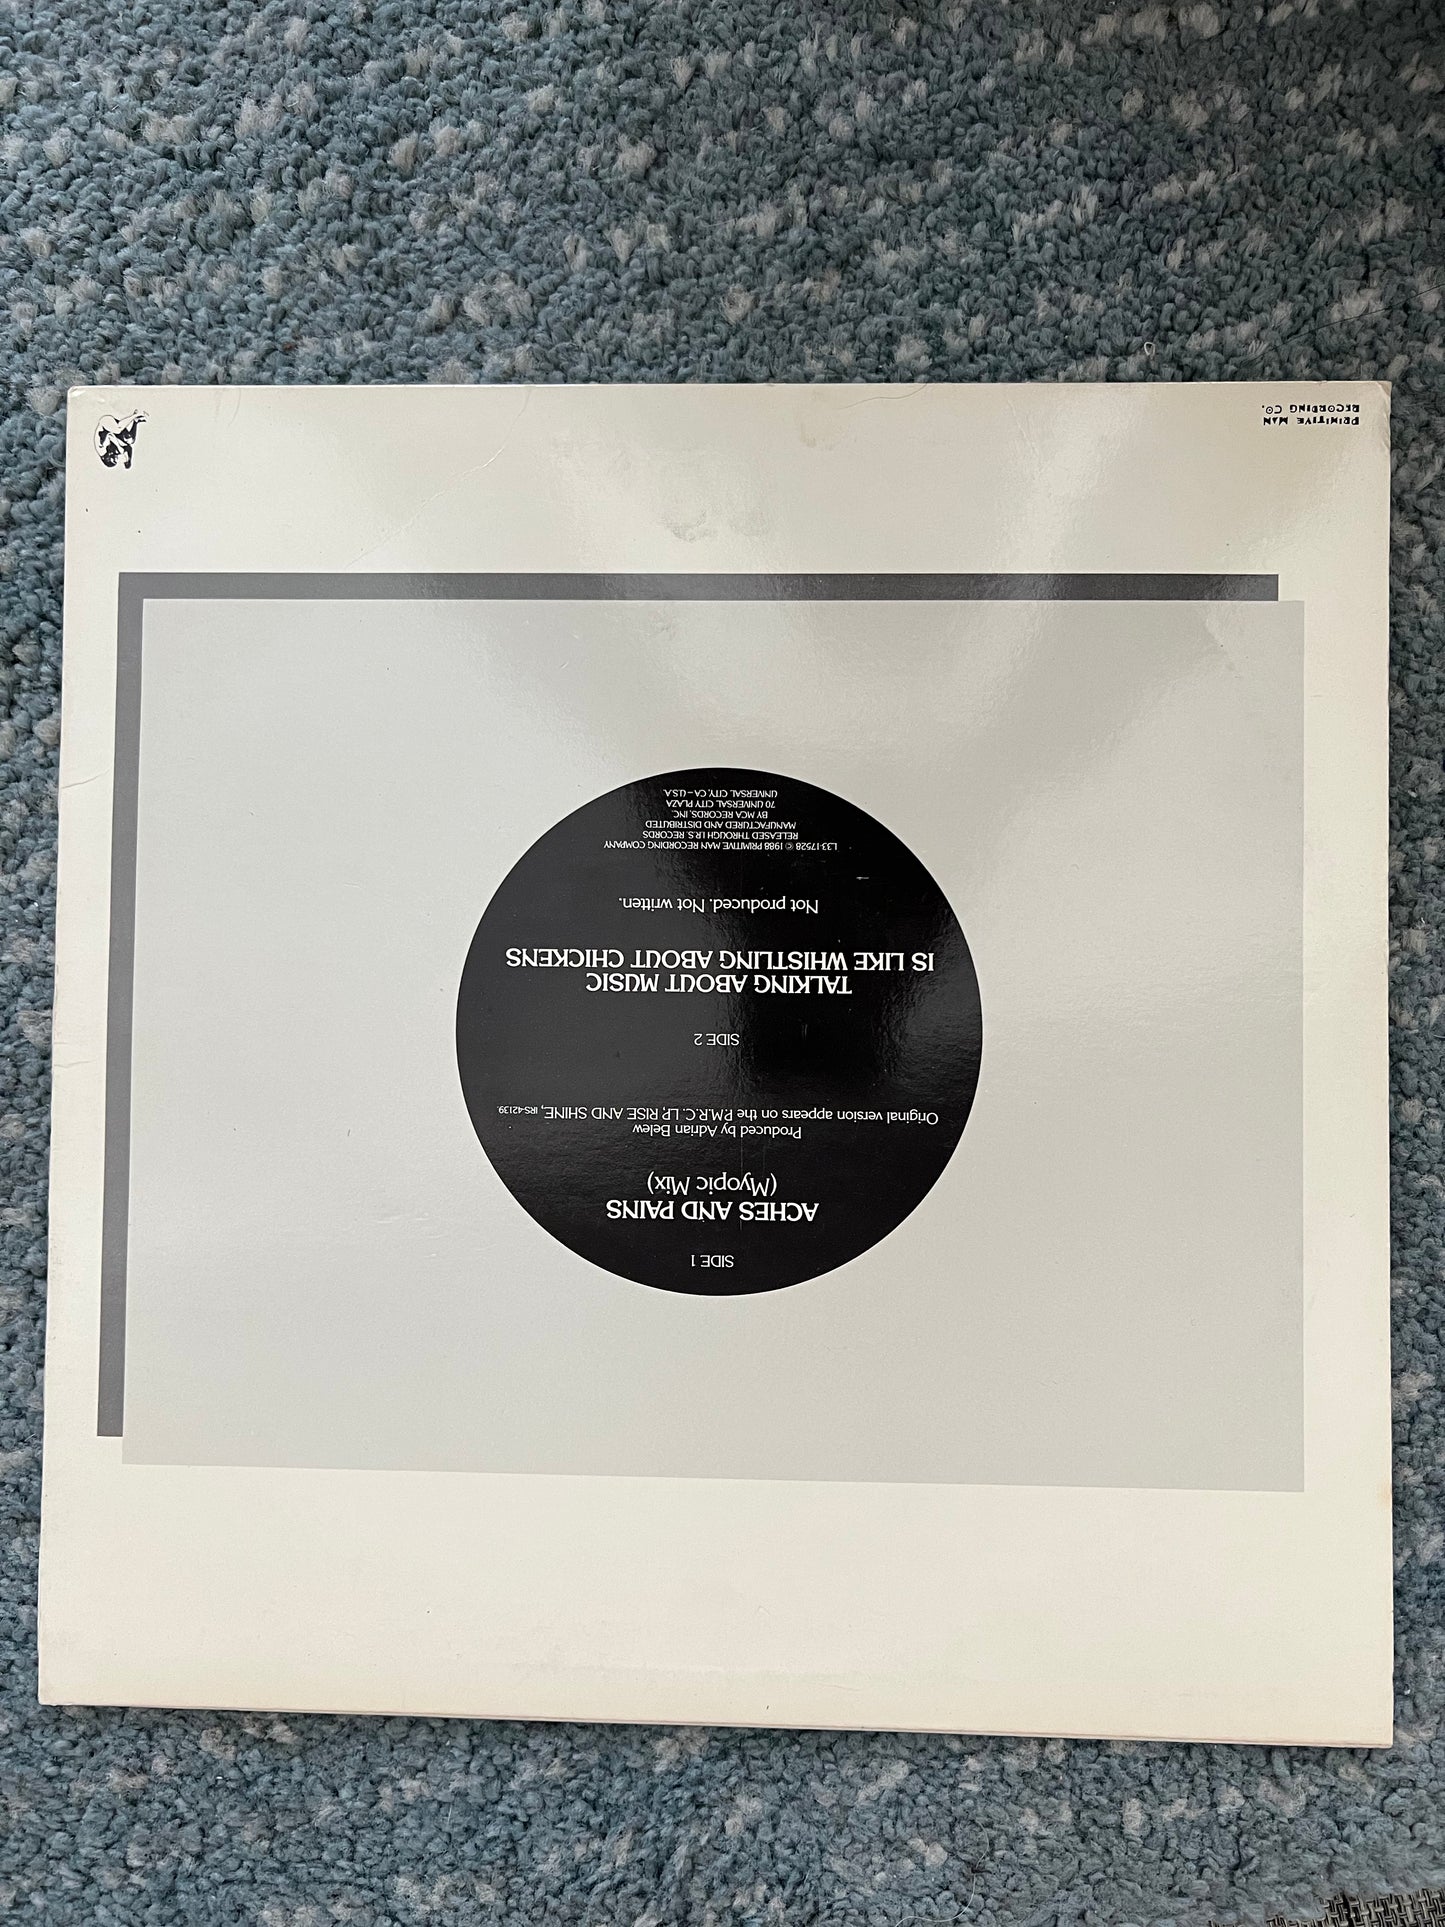 SIDE 1
ACHES AND PAINS
(Myopic Mix)
Produced by Adrian Belew
Original version appears on the P.M.R.C. LP, RISE AND SHINE, IRS-42139.
SIDE 2
TALKING ABOUT MUSIC
IS LIKE WHISTLING ABOUT CHICKENS
Not produced. Not written.
L33-17528 © 1988 PRIMITIVE MAN RECORDING COMPANY
RELEASED THROUGH I.R.S. RECORDS
MANUFACTURED AND DISTRIBUTED
BY MCA RECORDS, INC.
70 UNIVERSAL CITY PLAZA
UNIVERSAL CITY, CA – U.S.A.
PRIMITIVE MAN
RECORDING CO.